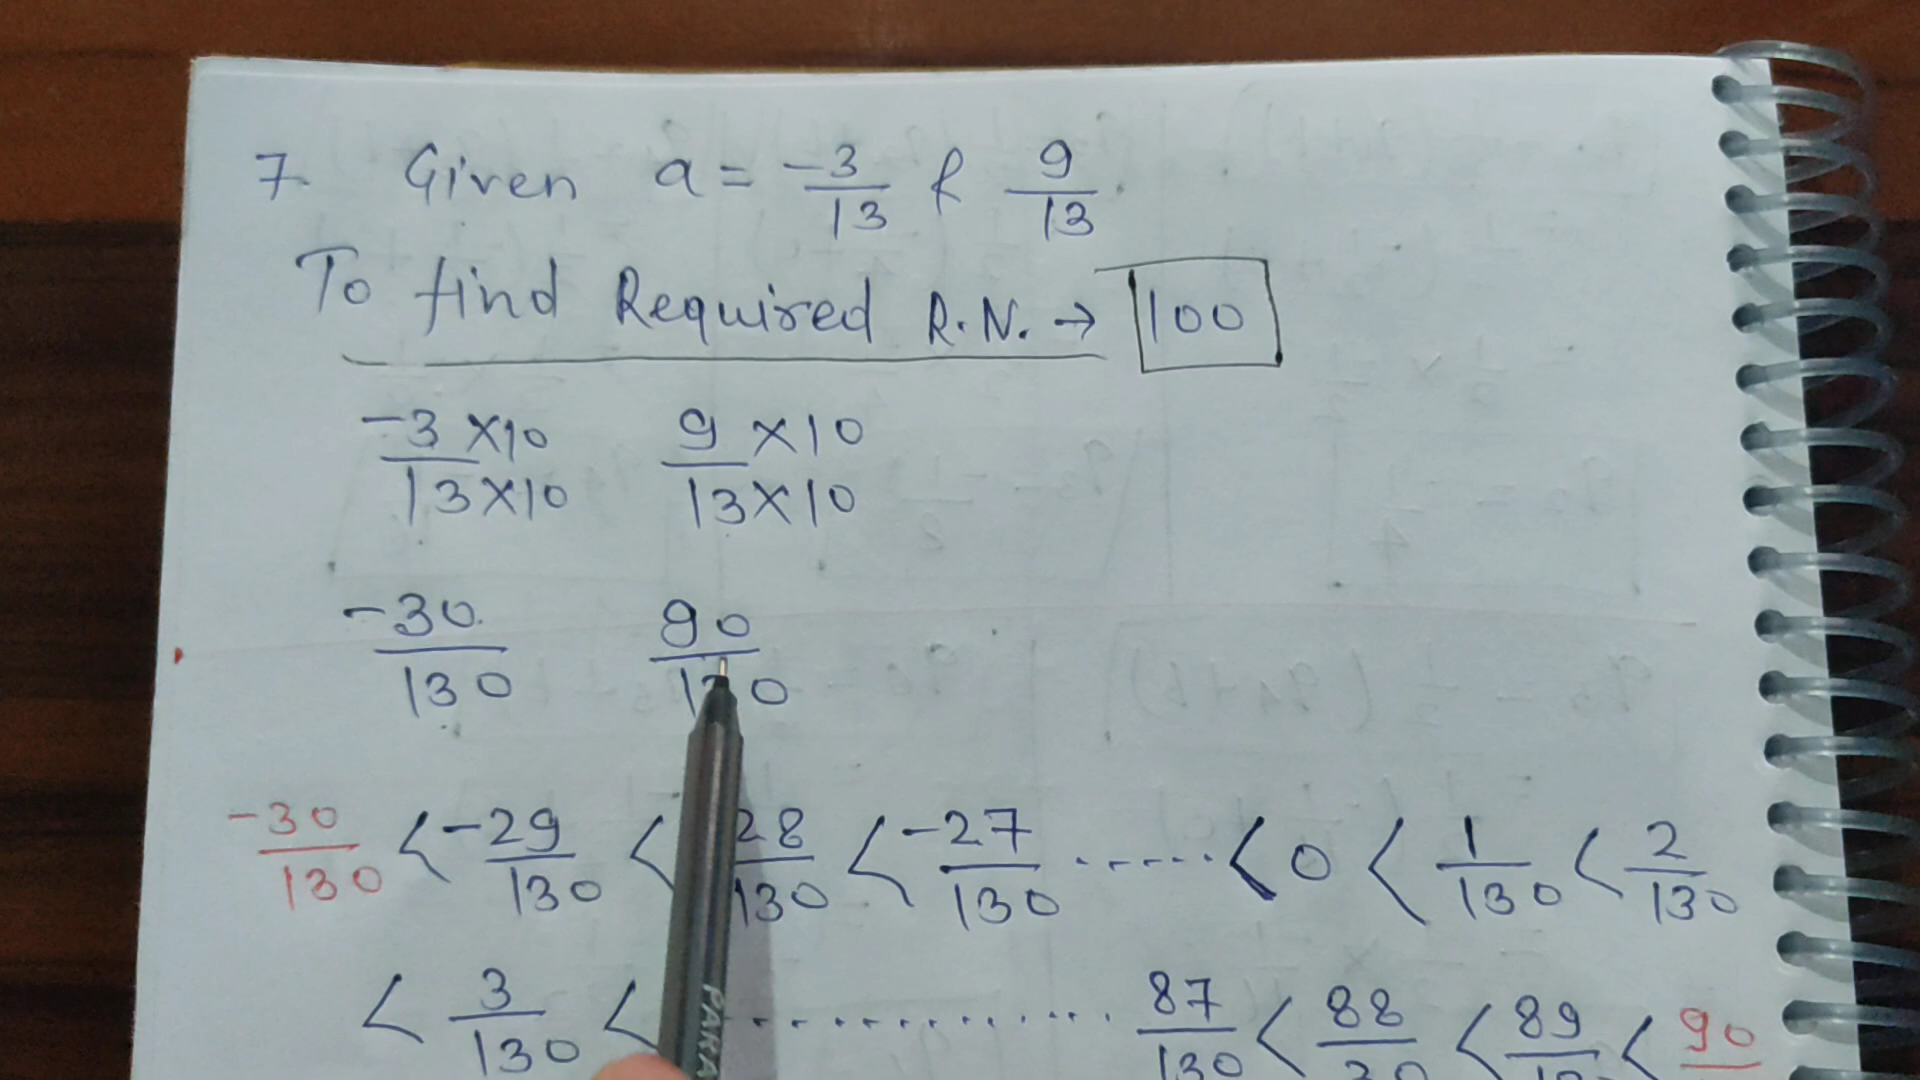 7. Given a = -3/13 & 9/13.
To find Required R.N. → 100
-3×10/13×10 9×10/13×10
-30/130 90/130
-30/130 < -29/130 < 28/130 < -27/130 ...... < 0 < 1/130 < 2/130
< 3/130 < .............. 87/130 < 88/ < 89/ < 90
PARA